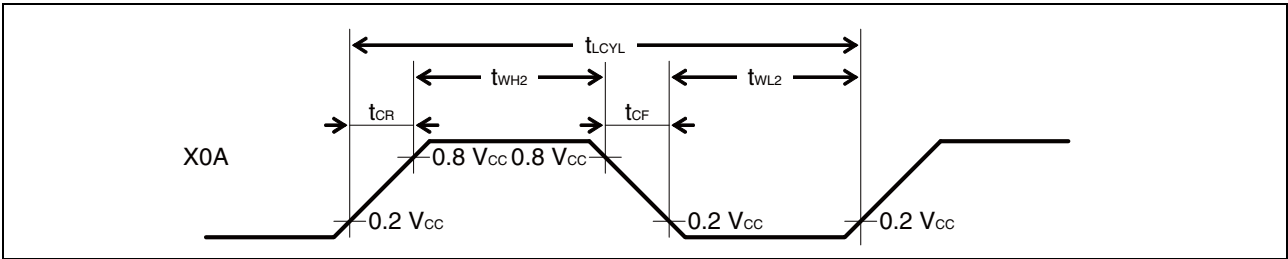 tLCYL
tWH2 tWL2
tCR tCF
X0A 0.8 VCC 0.8 VCC
0.2 VCC 0.2 VCC 0.2 VCC